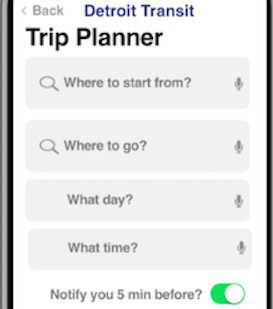 < Back Detroit Transit
Trip Planner
Where to start from?
Where to go?
What day?
What time?
Notify you 5 min before?